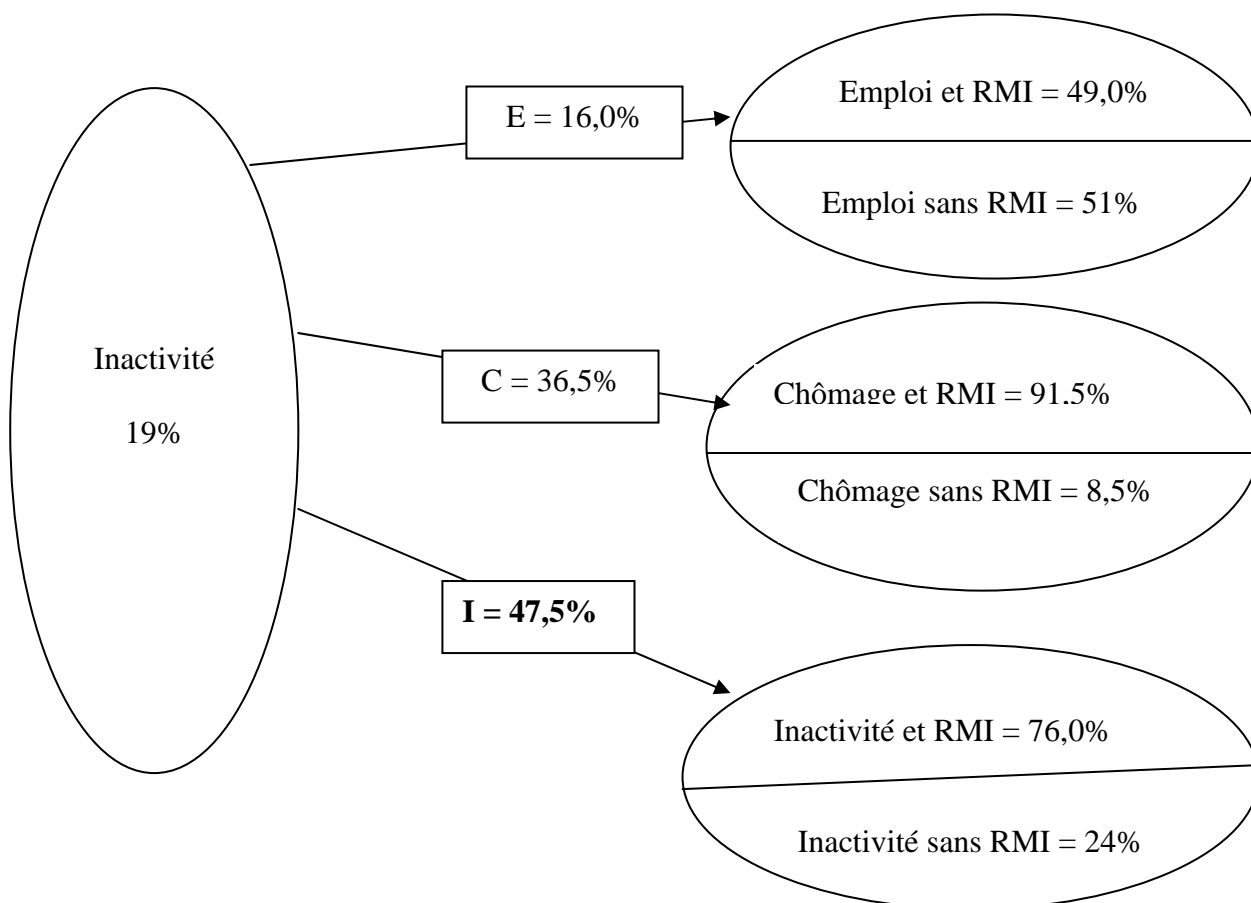 Inactivité
19%
E = 16,0%
Emploi et RMI = 49,0%
Emploi sans RMI = 51%
C = 36,5%
Chômage et RMI = 91,5%
Chômage sans RMI = 8,5%
I = 47,5%
Inactivité et RMI = 76,0%
Inactivité sans RMI = 24%